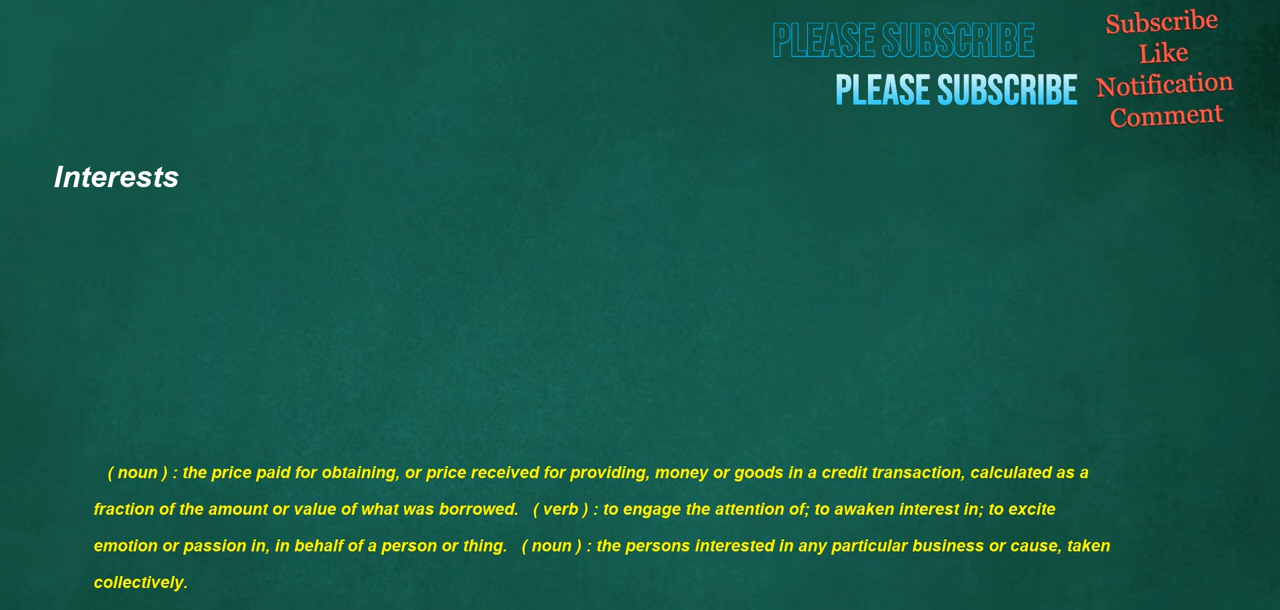 PLEASE SUBSCRIBE
PLEASE SUBSCRIBE
Subscribe
Like
Notification
Comment
Interests
( noun ) : the price paid for obtaining, or price received for providing, money or goods in a credit transaction, calculated as a
fraction of the amount or value of what was borrowed. ( verb ) : to engage the attention of; to awaken interest in; to excite
emotion or passion in, in behalf of a person or thing. ( noun ) : the persons interested in any particular business or cause, taken
collectively.